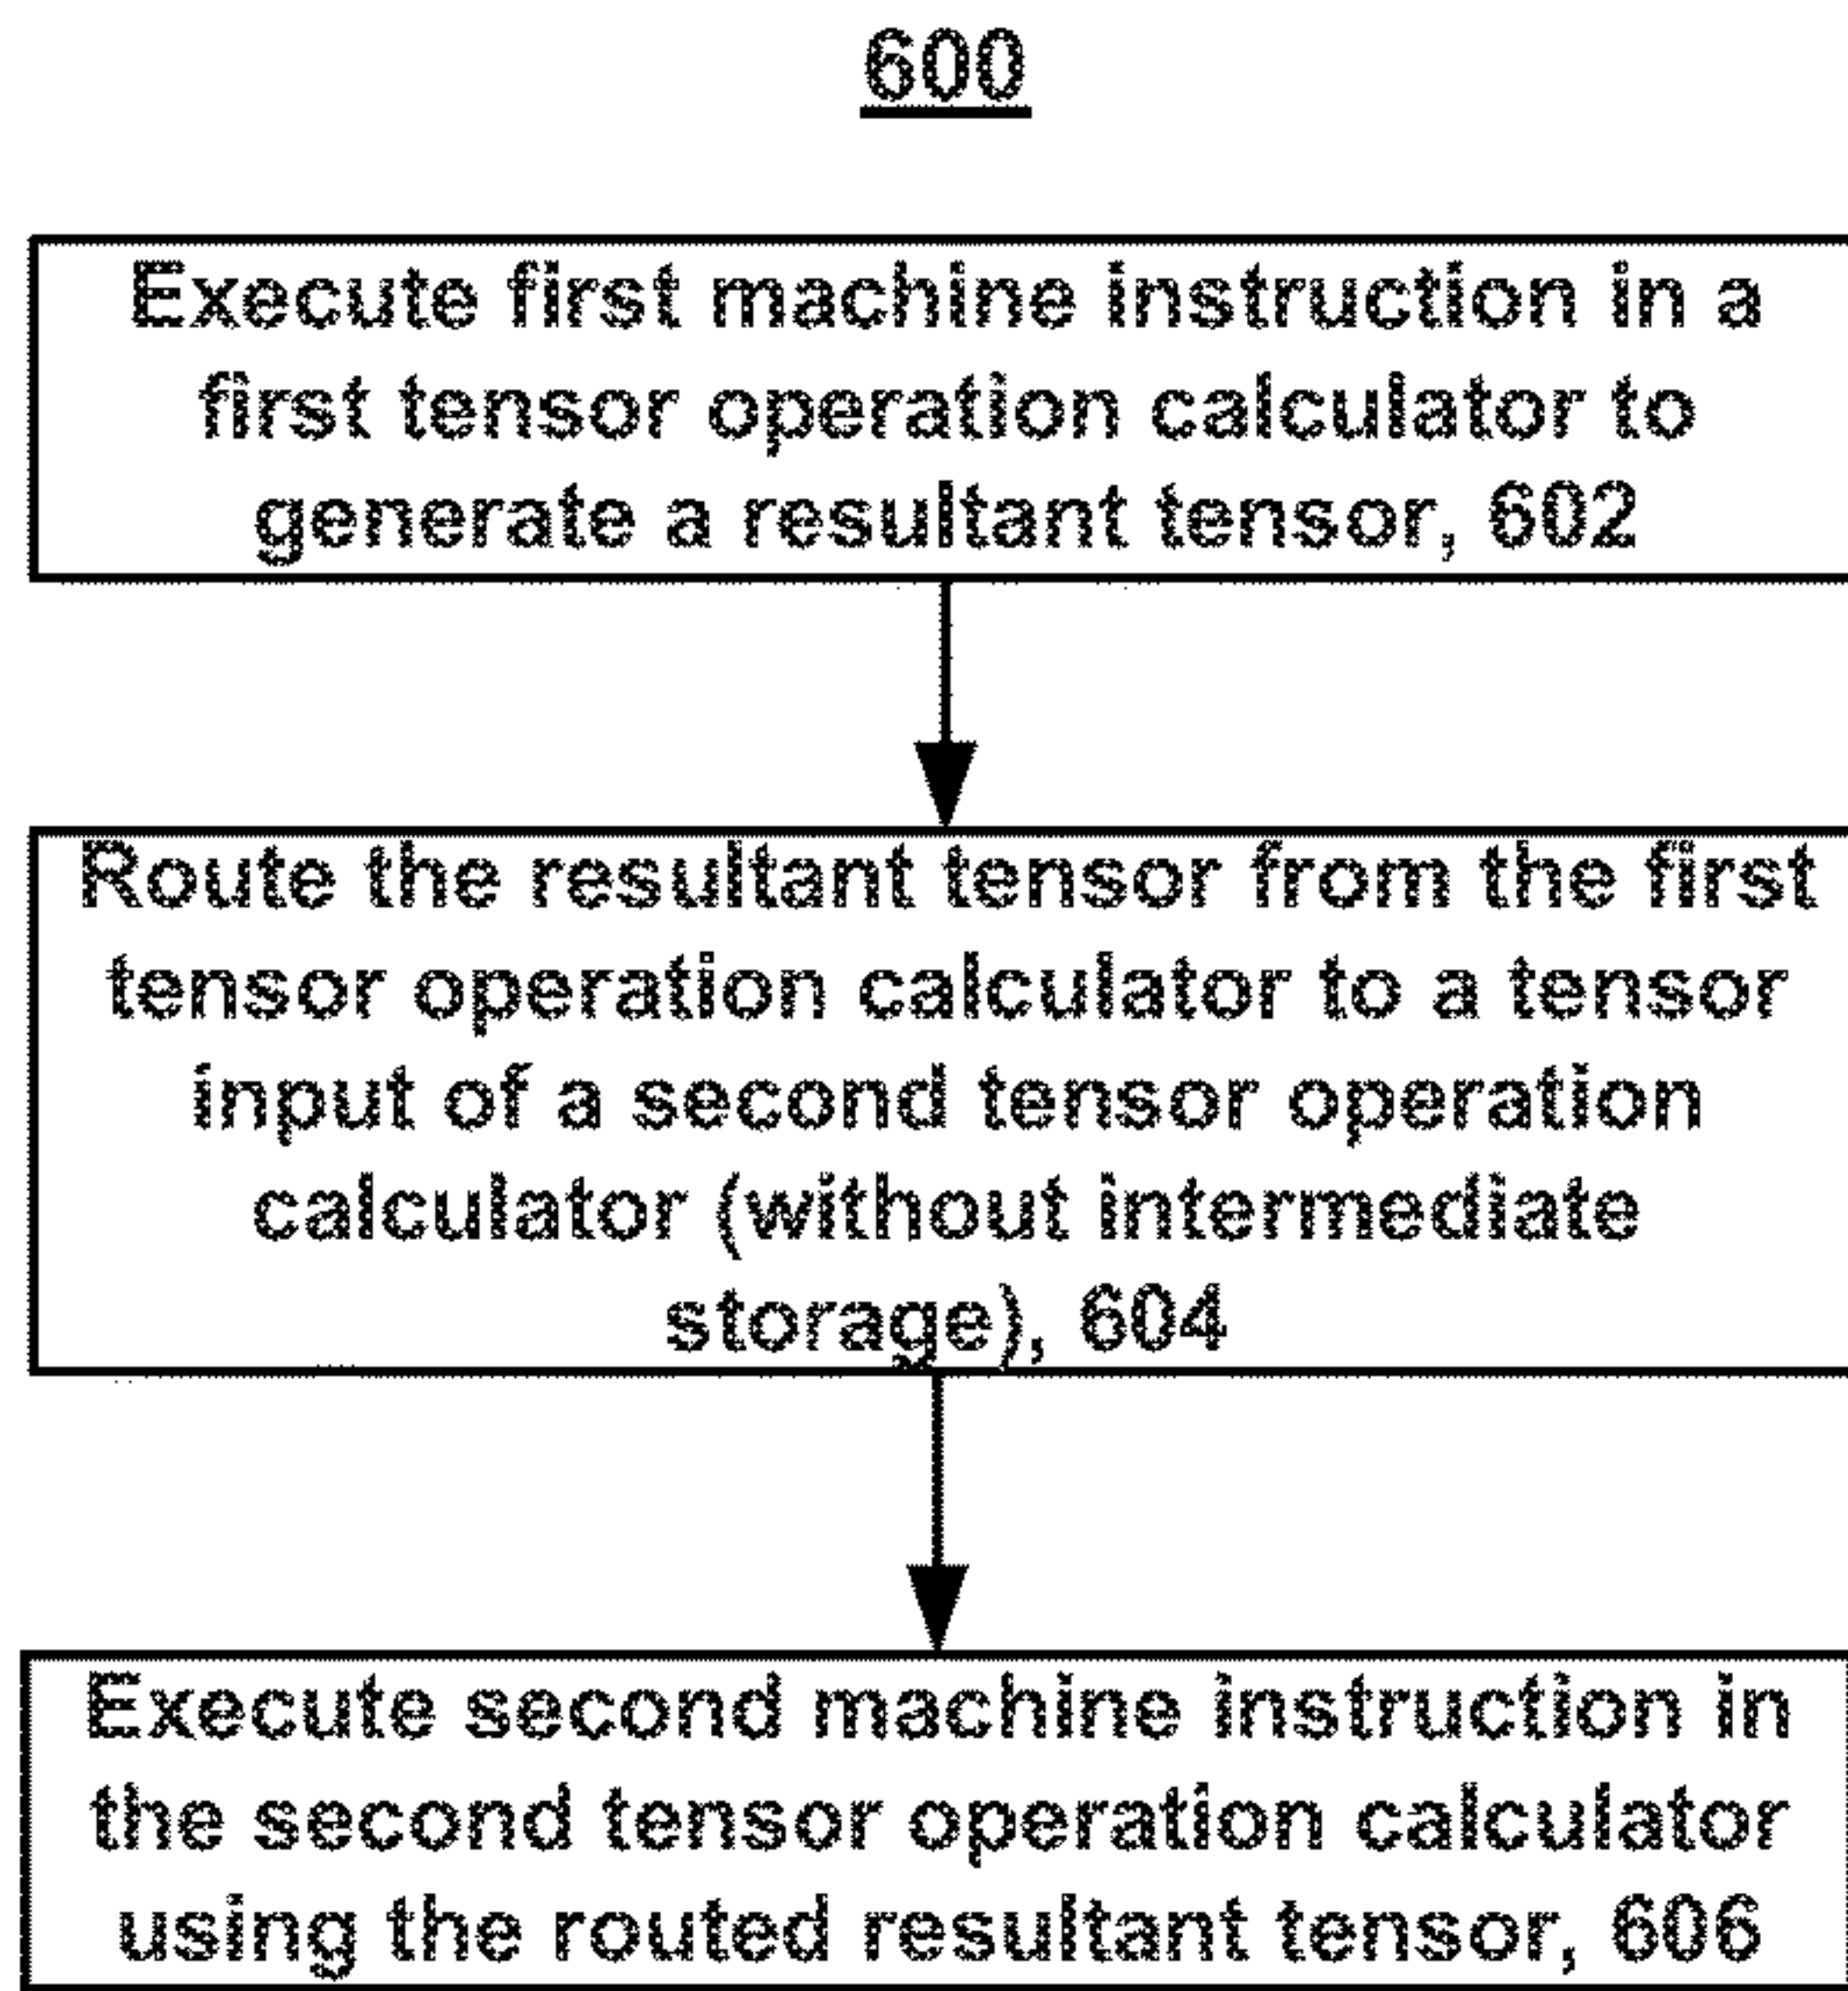 600
Execute first machine instruction in a
first tensor operation calculator to
generate a resultant tensor, 602
Route the resultant tensor from the first
tensor operation calculator to a tensor
input of a second tensor operation
calculator (without intermediate
storage), 604
Execute second machine instruction in
the second tensor operation calculator
using the routed resultant tensor, 606